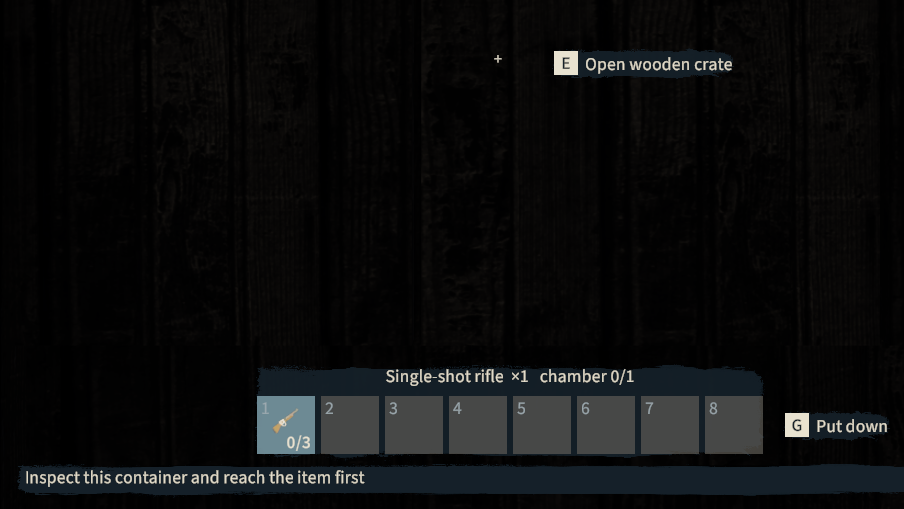 E Open wooden crate
Single-shot rifle ×1 chamber 0/1
1 2 3 4 5 6 7 8
0/3
G Put down
Inspect this container and reach the item first